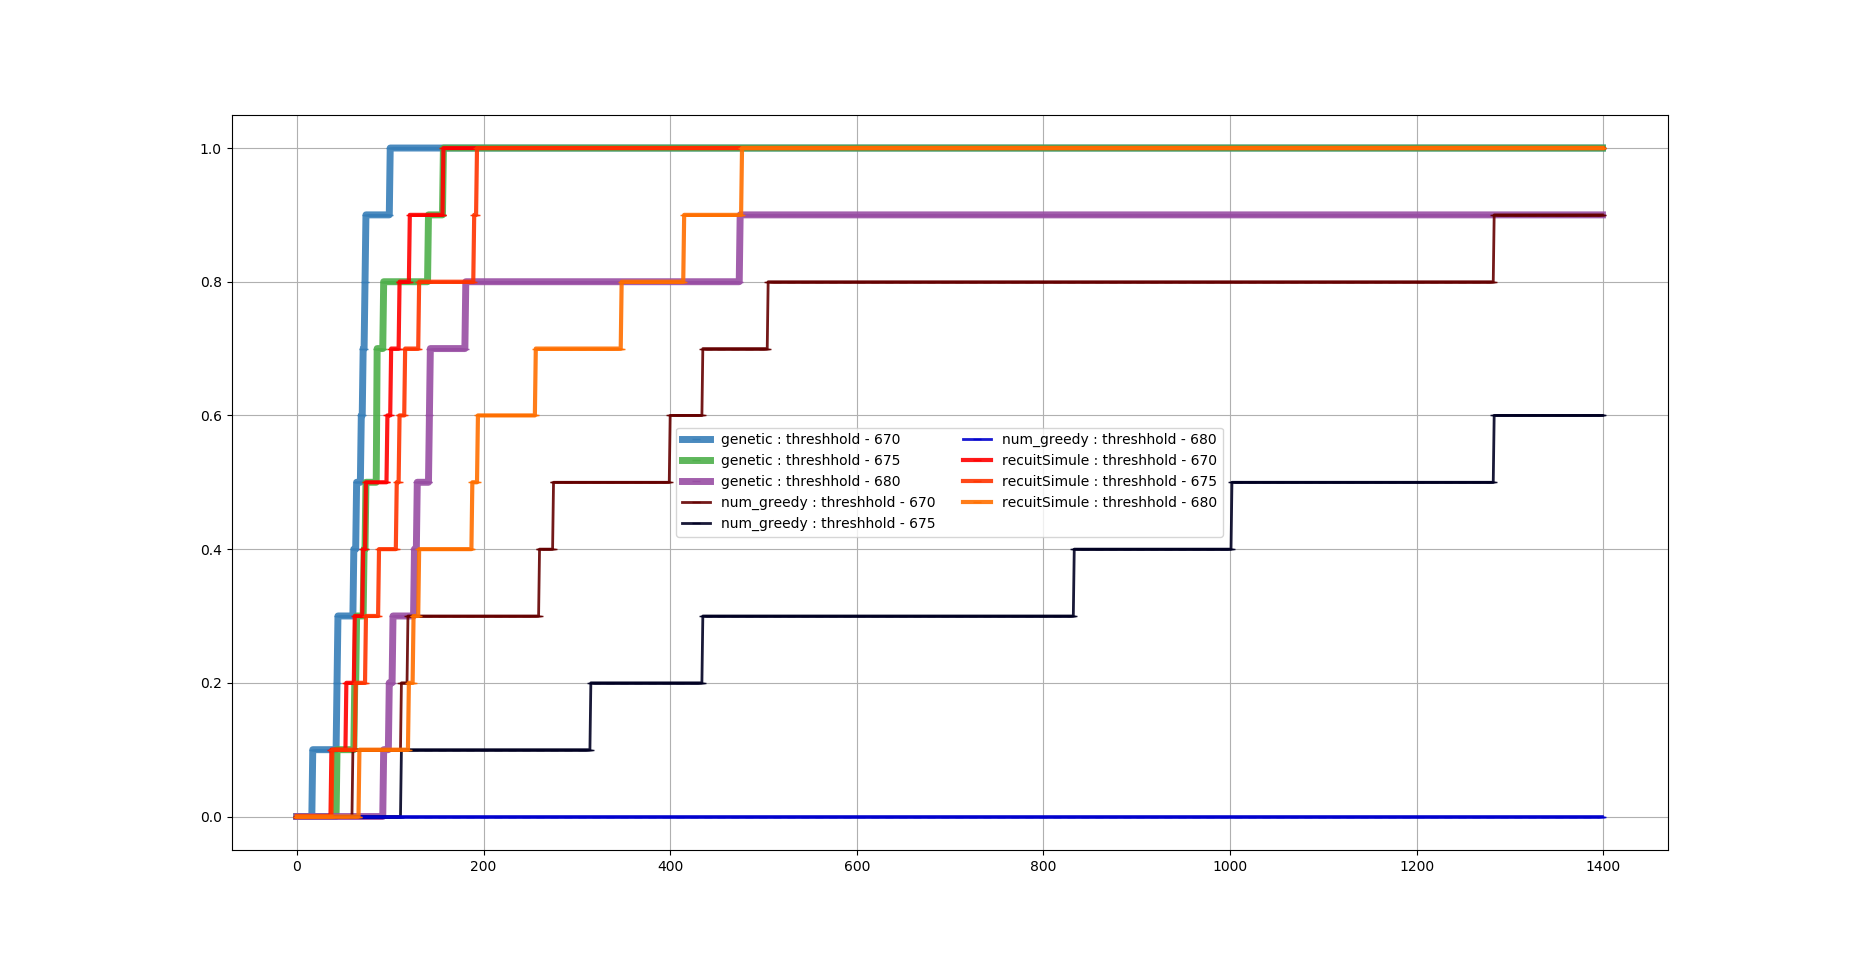 1.0
0.8
0.6
0.4
0.2
0.0
genetic : threshhold - 670
genetic : threshhold - 675
genetic : threshhold - 680
num_greedy : threshhold - 670
num_greedy : threshhold - 675
num_greedy : threshhold - 680
recuitSimule : threshhold - 670
recuitSimule : threshhold - 675
recuitSimule : threshhold - 680
0 200 400 600 800 1000 1200 1400